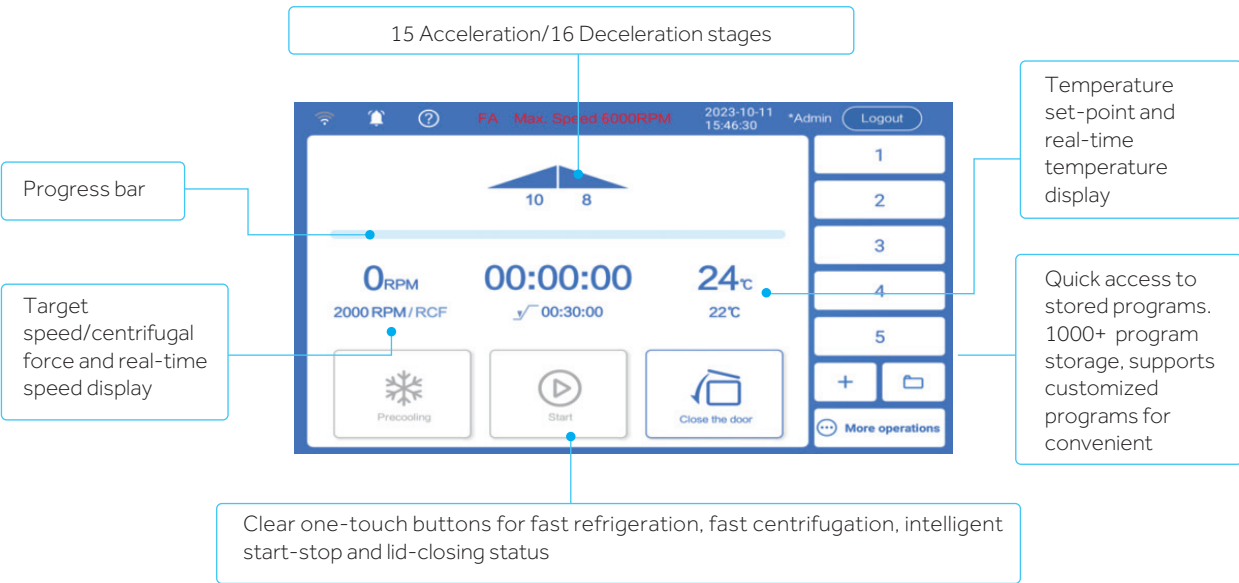 15 Acceleration/16 Deceleration stages
FA Max. Speed 6000RPM
2023-10-11
15:46:30
*Admin
Logout
10 8
0RPM
2000 RPM/RCF
00:00:00
00:30:00
24℃
22℃
Precooling
Start
Close the door
1
2
3
4
5
+
More operations
Progress bar
Target
speed/centrifugal
force and real-time
speed display
Temperature
set-point and
real-time
temperature
display
Quick access to
stored programs.
1000+ program
storage, supports
customized
programs for
convenient
Clear one-touch buttons for fast refrigeration, fast centrifugation, intelligent
start-stop and lid-closing status